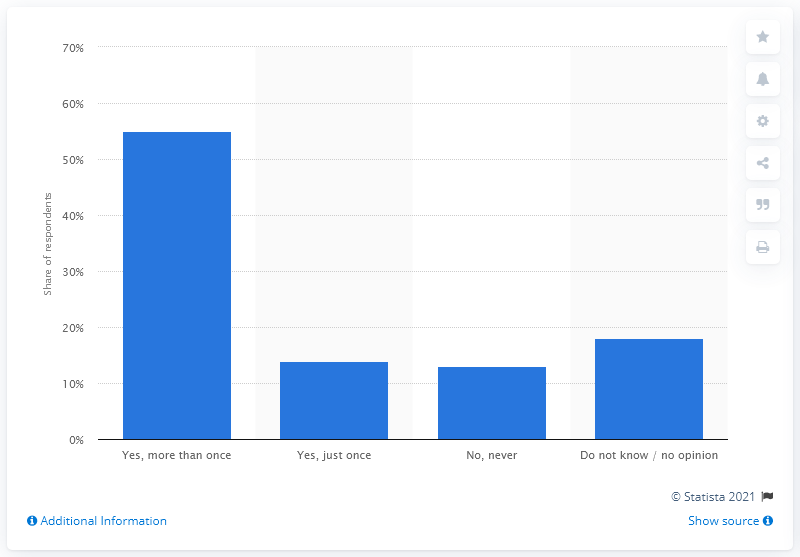 70%
60%
50%
40%
30%
20%
10%
0%
Share of respondents
Yes, more than once
Yes, just once
No, never
Do not know / no opinion
© Statista 2021
Additional Information
Show source